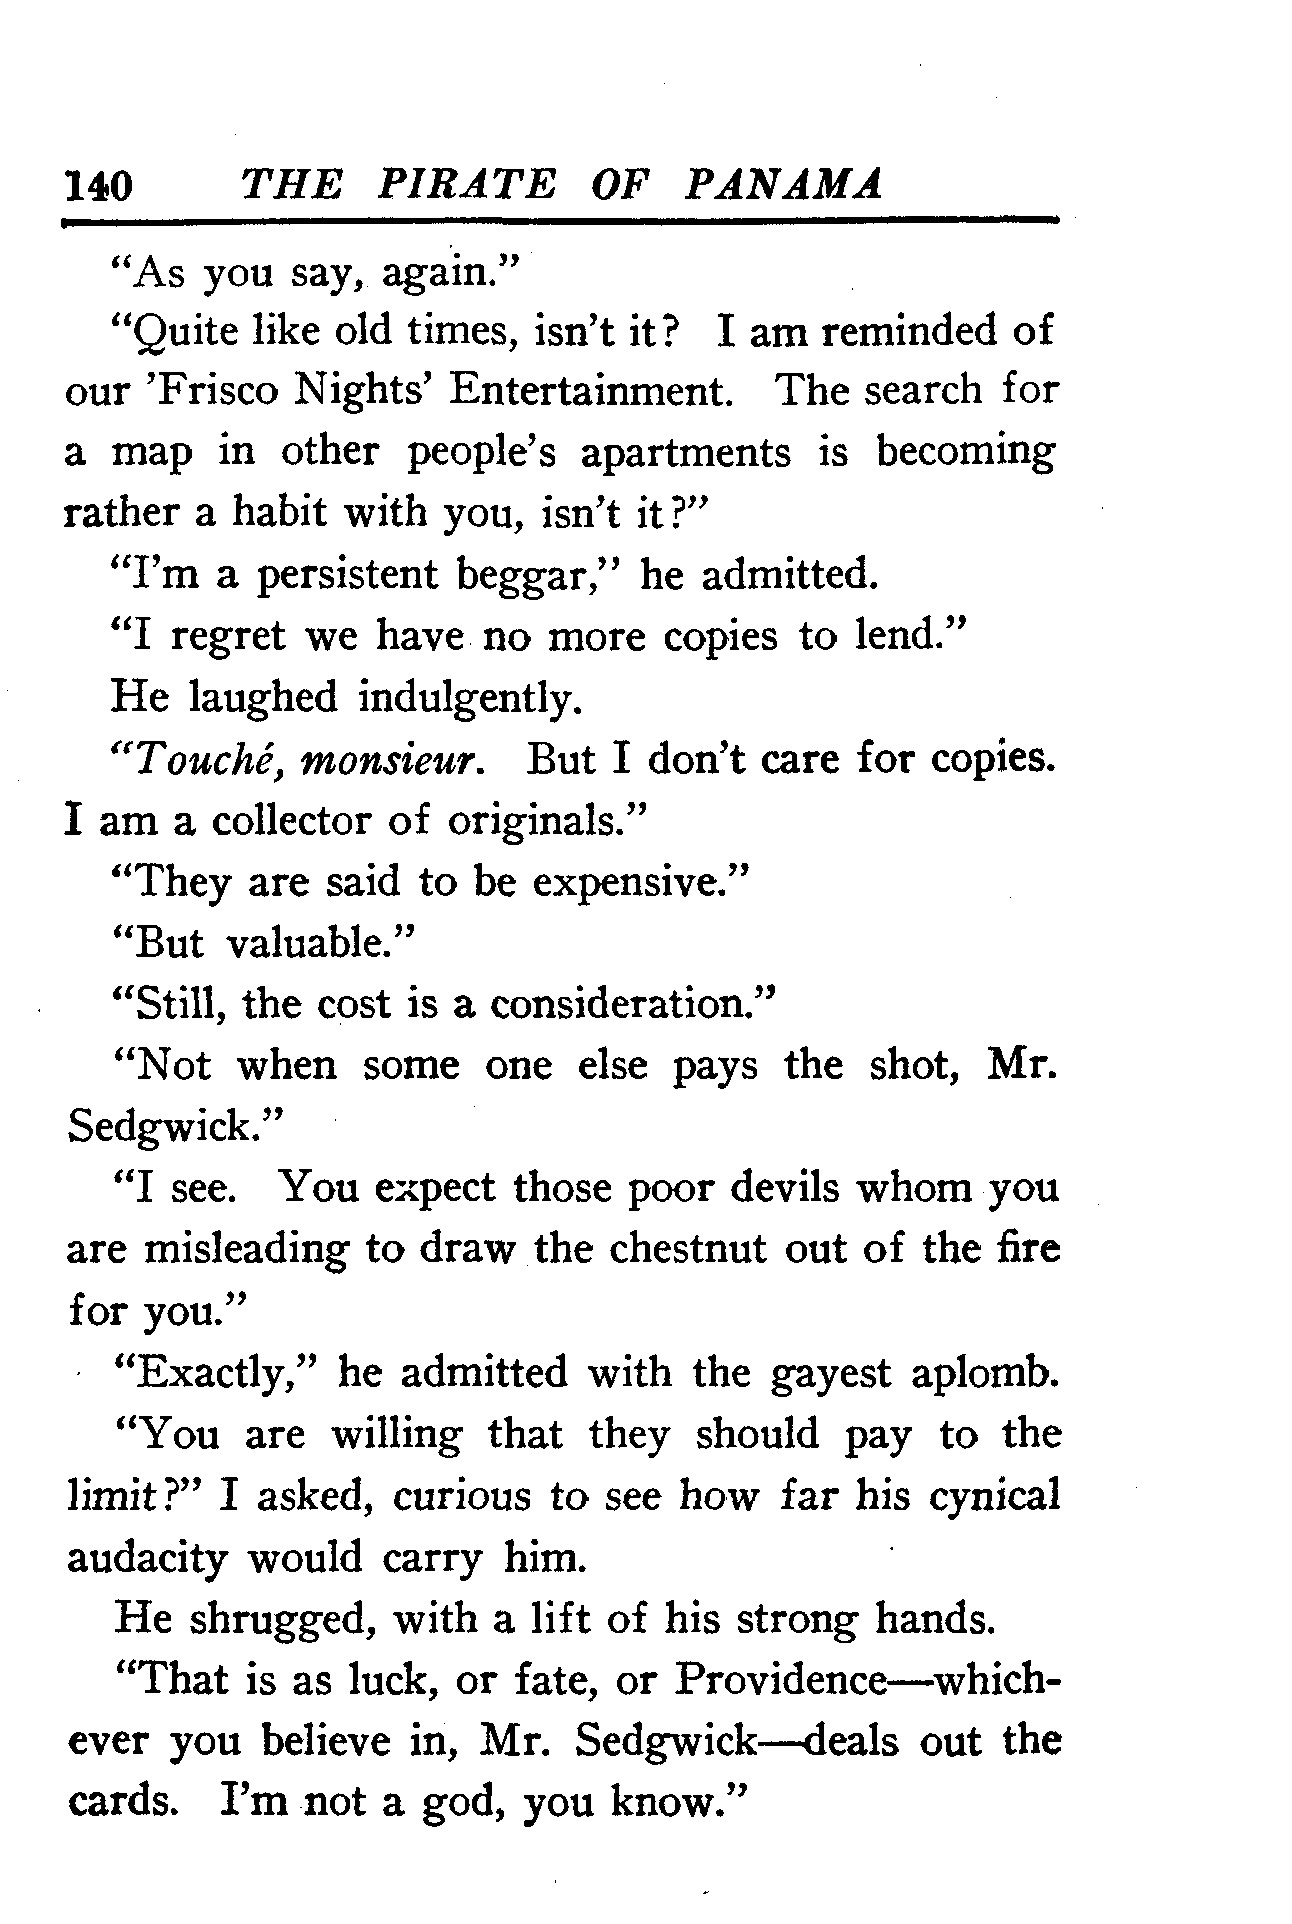 140 THE PIRATE OF PANAMA
“As you say, again.”
“Quite like old times, isn’t it? I am reminded of
our ’Frisco Nights’ Entertainment. The search for
a map in other people’s apartments is becoming
rather a habit with you, isn’t it?”
“I’m a persistent beggar,” he admitted.
“I regret we have no more copies to lend.”
He laughed indulgently.
“Touché, monsieur. But I don’t care for copies.
I am a collector of originals.”
“They are said to be expensive.”
“But valuable.”
“Still, the cost is a consideration.”
“Not when some one else pays the shot, Mr.
Sedgwick.”
“I see. You expect those poor devils whom you
are misleading to draw the chestnut out of the fire
for you.”
“Exactly,” he admitted with the gayest aplomb.
“You are willing that they should pay to the
limit?” I asked, curious to see how far his cynical
audacity would carry him.
He shrugged, with a lift of his strong hands.
“That is as luck, or fate, or Providence—which-
ever you believe in, Mr. Sedgwick—deals out the
cards. I’m not a god, you know.”